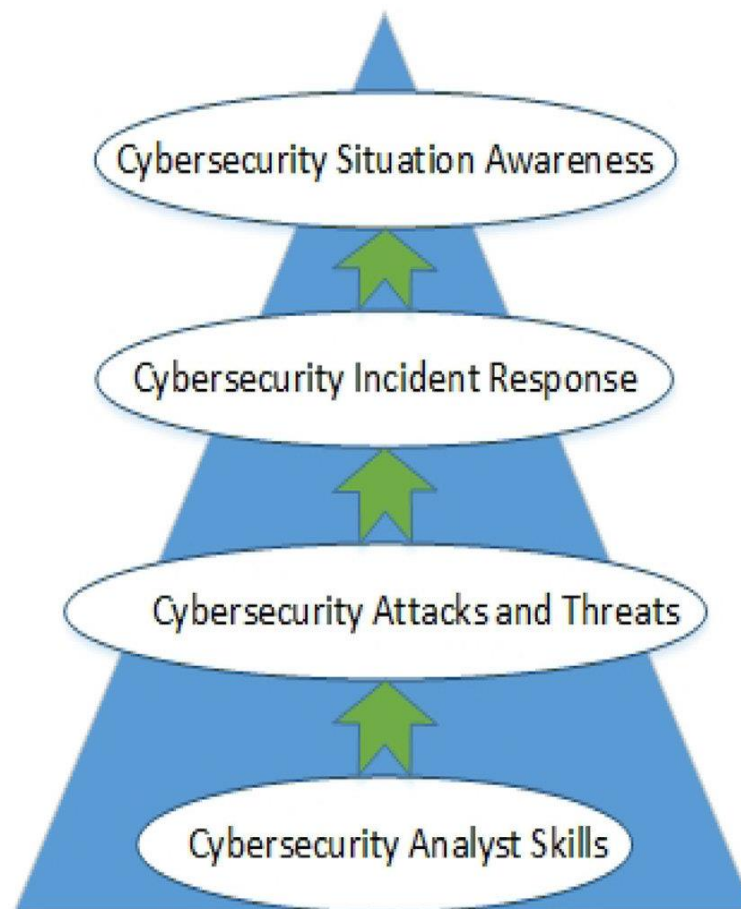 Cybersecurity Situation Awareness
Cybersecurity Incident Response
Cybersecurity Attacks and Threats
Cybersecurity Analyst Skills